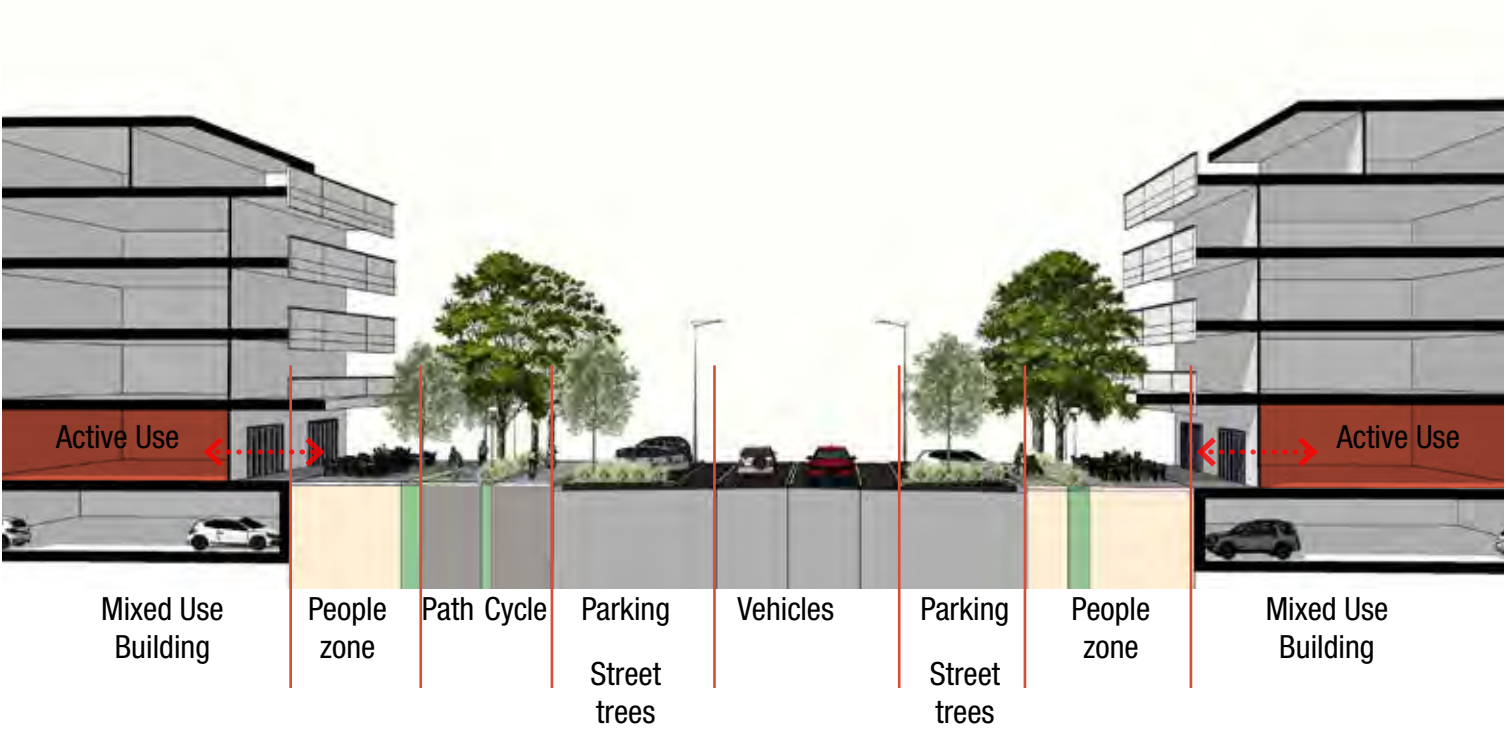 Active Use
Active Use
Mixed Use
Building
People
zone
Path Cycle
Parking
Street
trees
Vehicles
Parking
Street
trees
People
zone
Mixed Use
Building